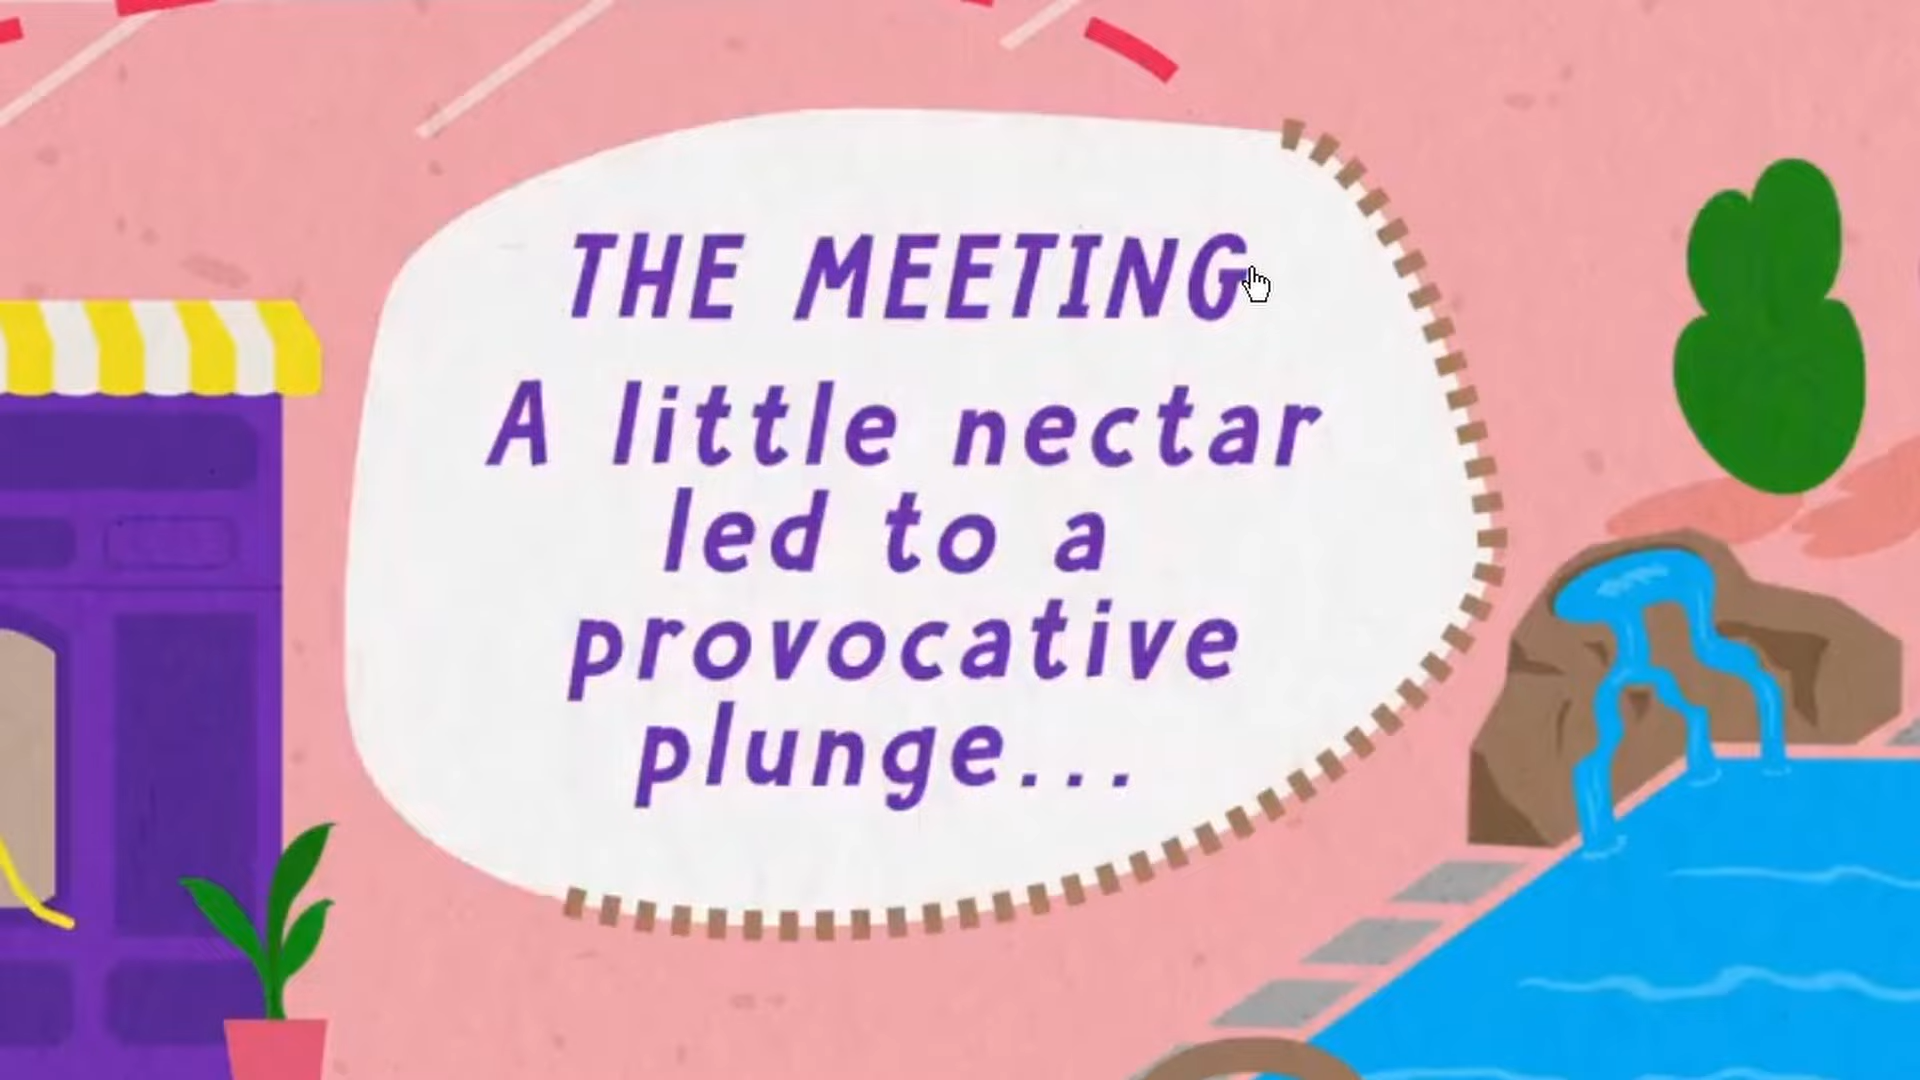 THE MEETING
A little nectar
led to a
provocative
plunge...